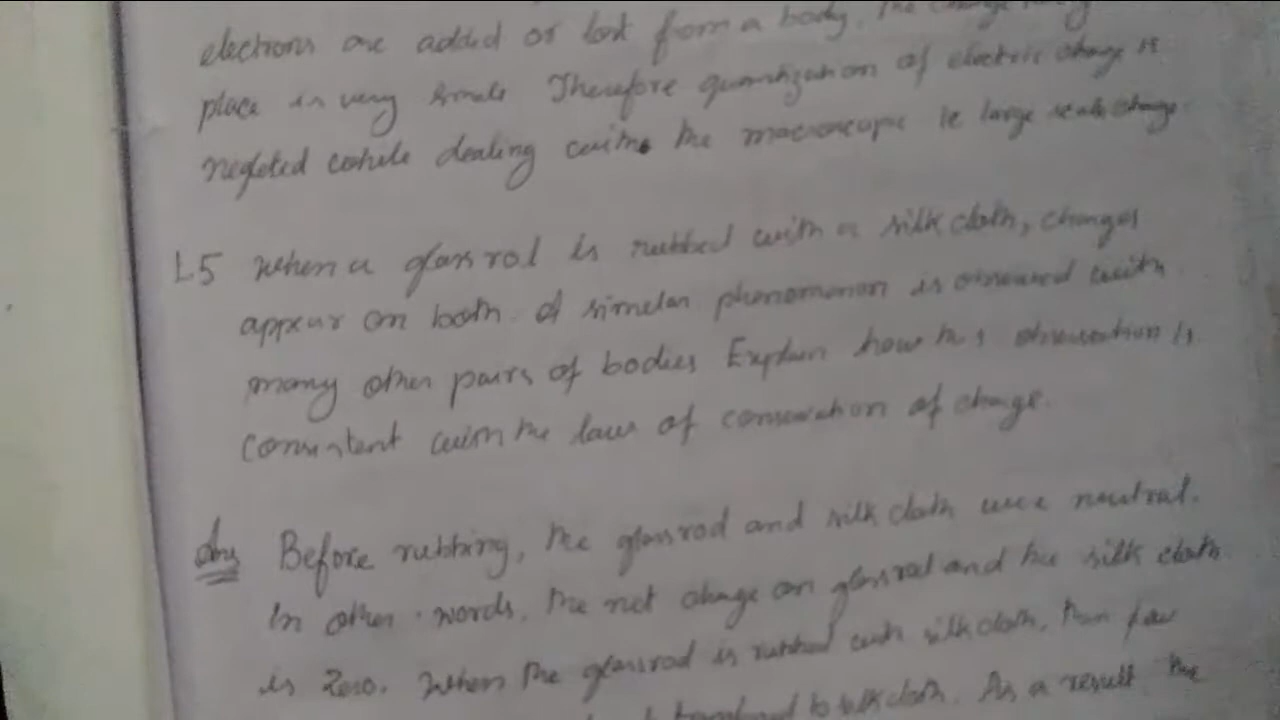 electrons are added or lost from a body. The change
place is very small Therefore quantization of electric charge is
negleted while dealing with the macroscopic ie large scale charge
1.5 When a glass rod is rubbed with a silk cloth, charges
appear on both. A similar phenomenon is observed with
many other pairs of bodies Explain how this observation is
consistent with the law of conservation of charge.
Ans Before rubbing, the glass rod and silk cloth were neutral.
In other words, the net charge on glass rod and the silk cloth
is zero. When the glass rod is rubbed with silk cloth, then few
to silk cloth. As a result the